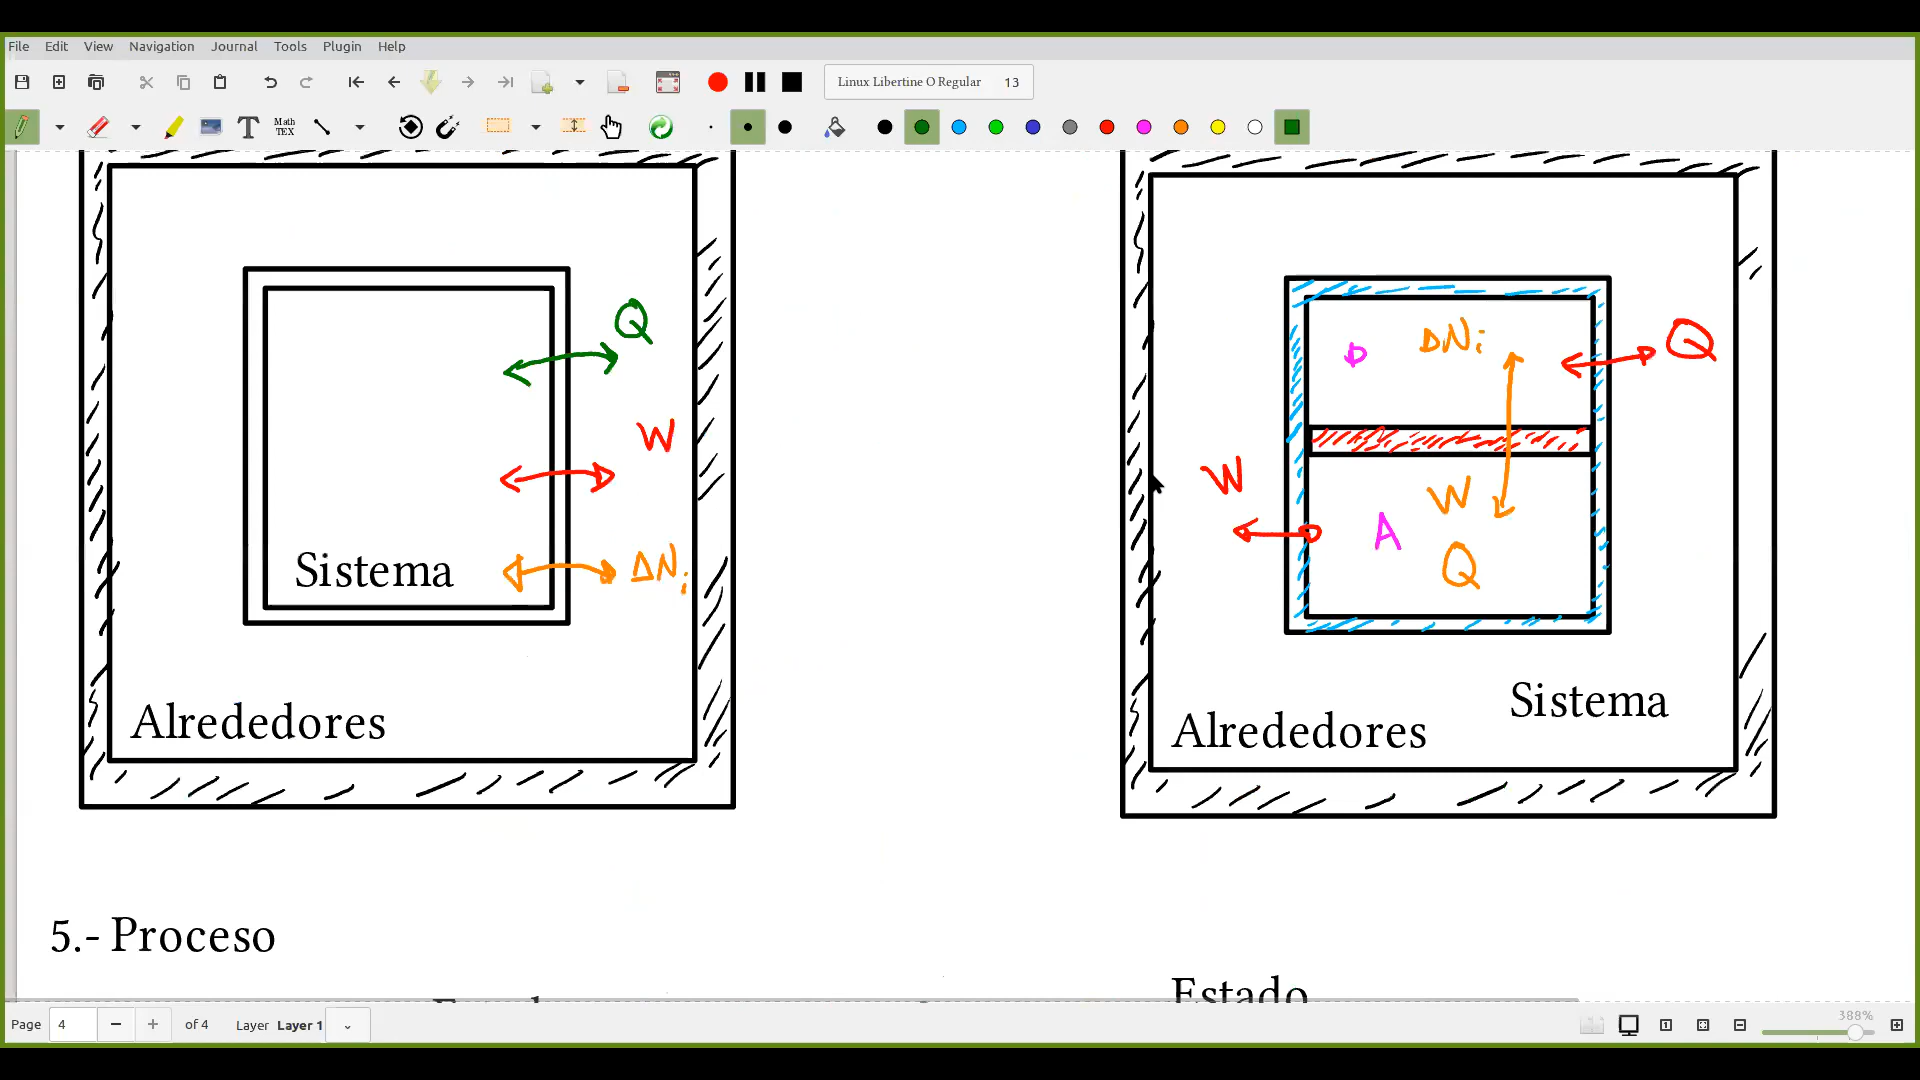 File Edit View Navigation Journal Tools Plugin Help
Linux Libertine O Regular 13
T Math TEX
Q
W
ΔNi
Sistema
Alrededores
ΔNi
Q
W
W
A
Q
Sistema
Alrededores
5.- Proceso
Estado
Page 4 of 4 Layer Layer 1
388%